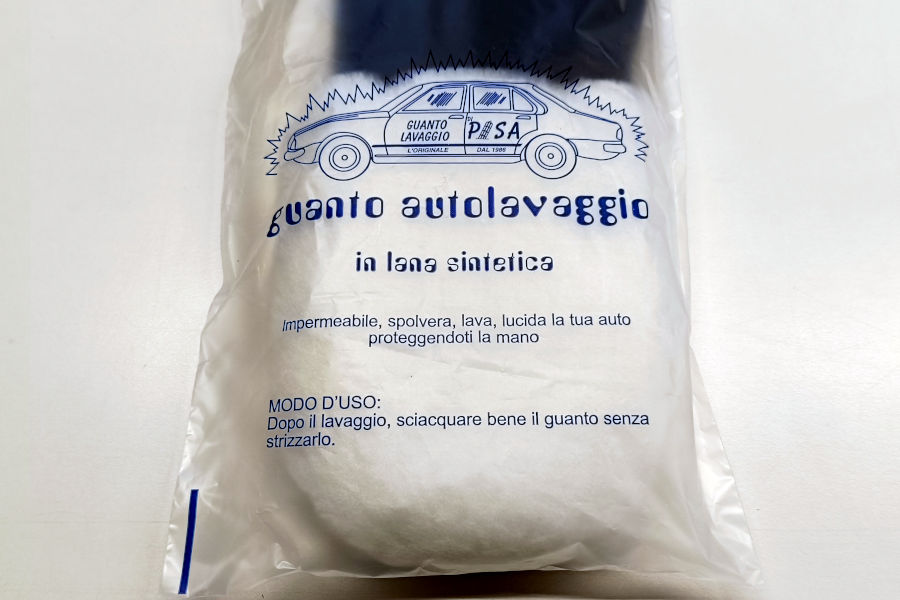 GUANTO
LAVAGGIO
DI
PISA
L'ORIGINALE
DAL 1986
guanto autolavaggio
in lana sintetica
Impermeabile, spolvera, lava, lucida la tua auto
proteggendoti la mano
MODO D'USO:
Dopo il lavaggio, sciacquare bene il guanto senza
strizzarlo.